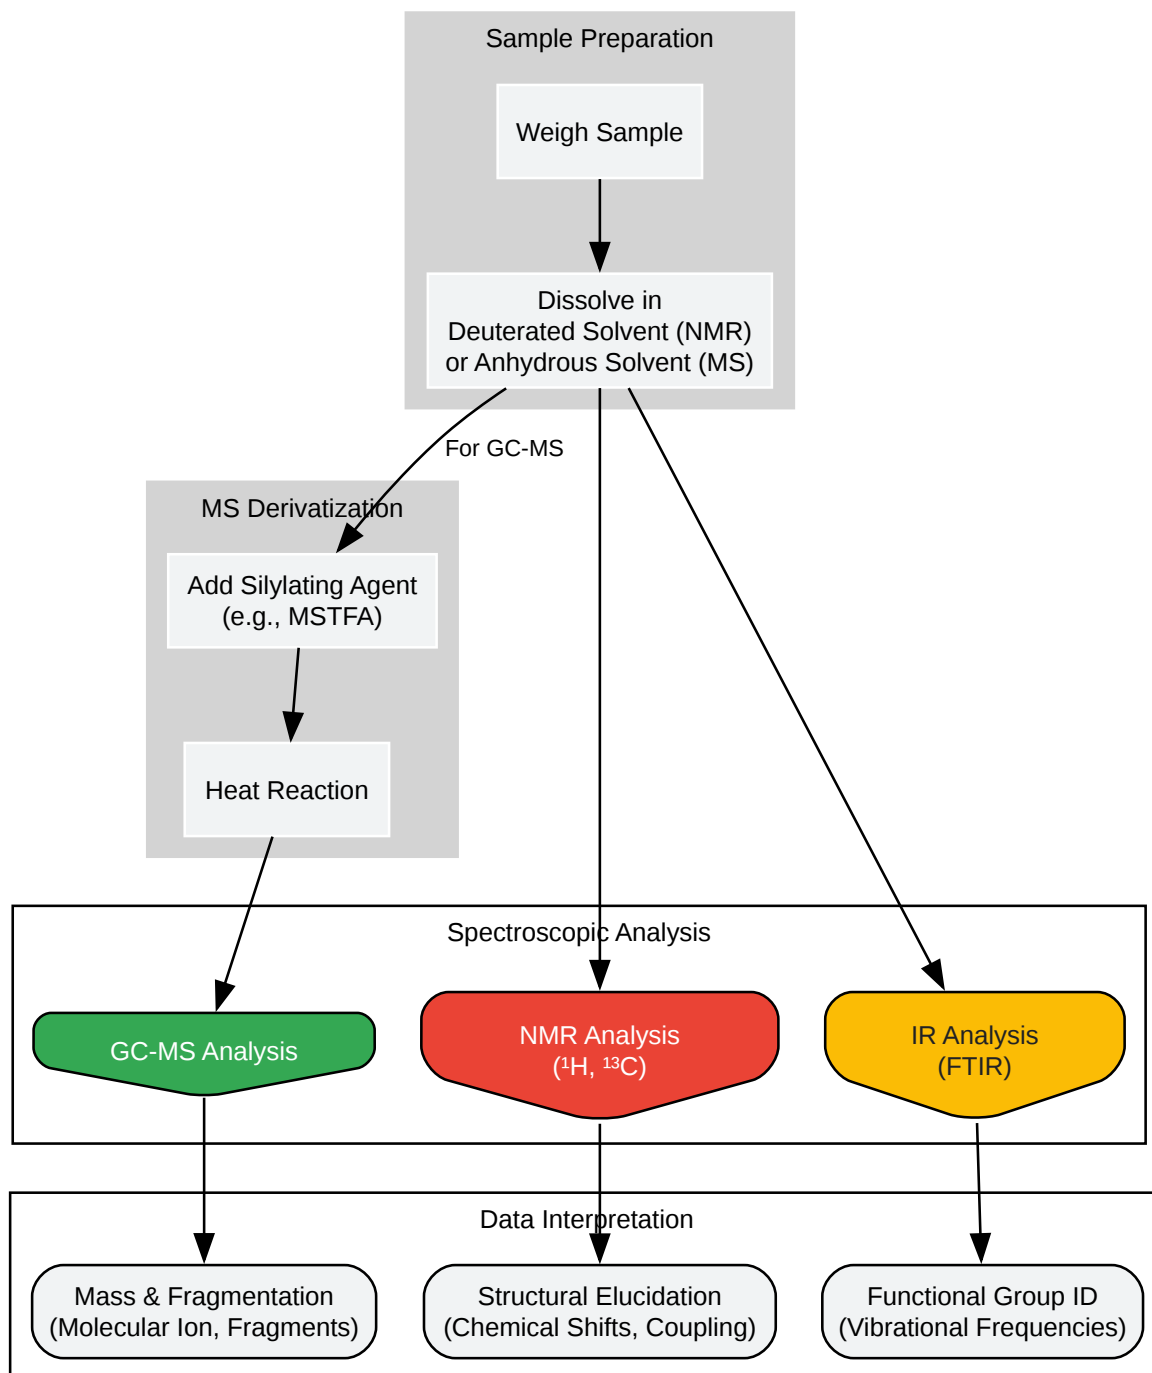 Sample Preparation
Weigh Sample
Dissolve in
Deuterated Solvent (NMR)
or Anhydrous Solvent (MS)
For GC-MS
MS Derivatization
Add Silylating Agent
(e.g., MSTFA)
Heat Reaction
Spectroscopic Analysis
GC-MS Analysis
NMR Analysis
(¹H, ¹³C)
IR Analysis
(FTIR)
Data Interpretation
Mass & Fragmentation
(Molecular Ion, Fragments)
Structural Elucidation
(Chemical Shifts, Coupling)
Functional Group ID
(Vibrational Frequencies)